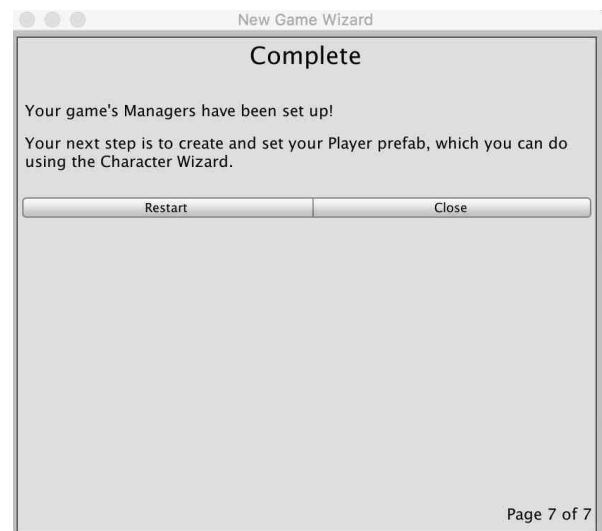 New Game Wizard
Complete
Your game's Managers have been set up!
Your next step is to create and set your Player prefab, which you can do
using the Character Wizard.
Restart
Close
Page 7 of 7